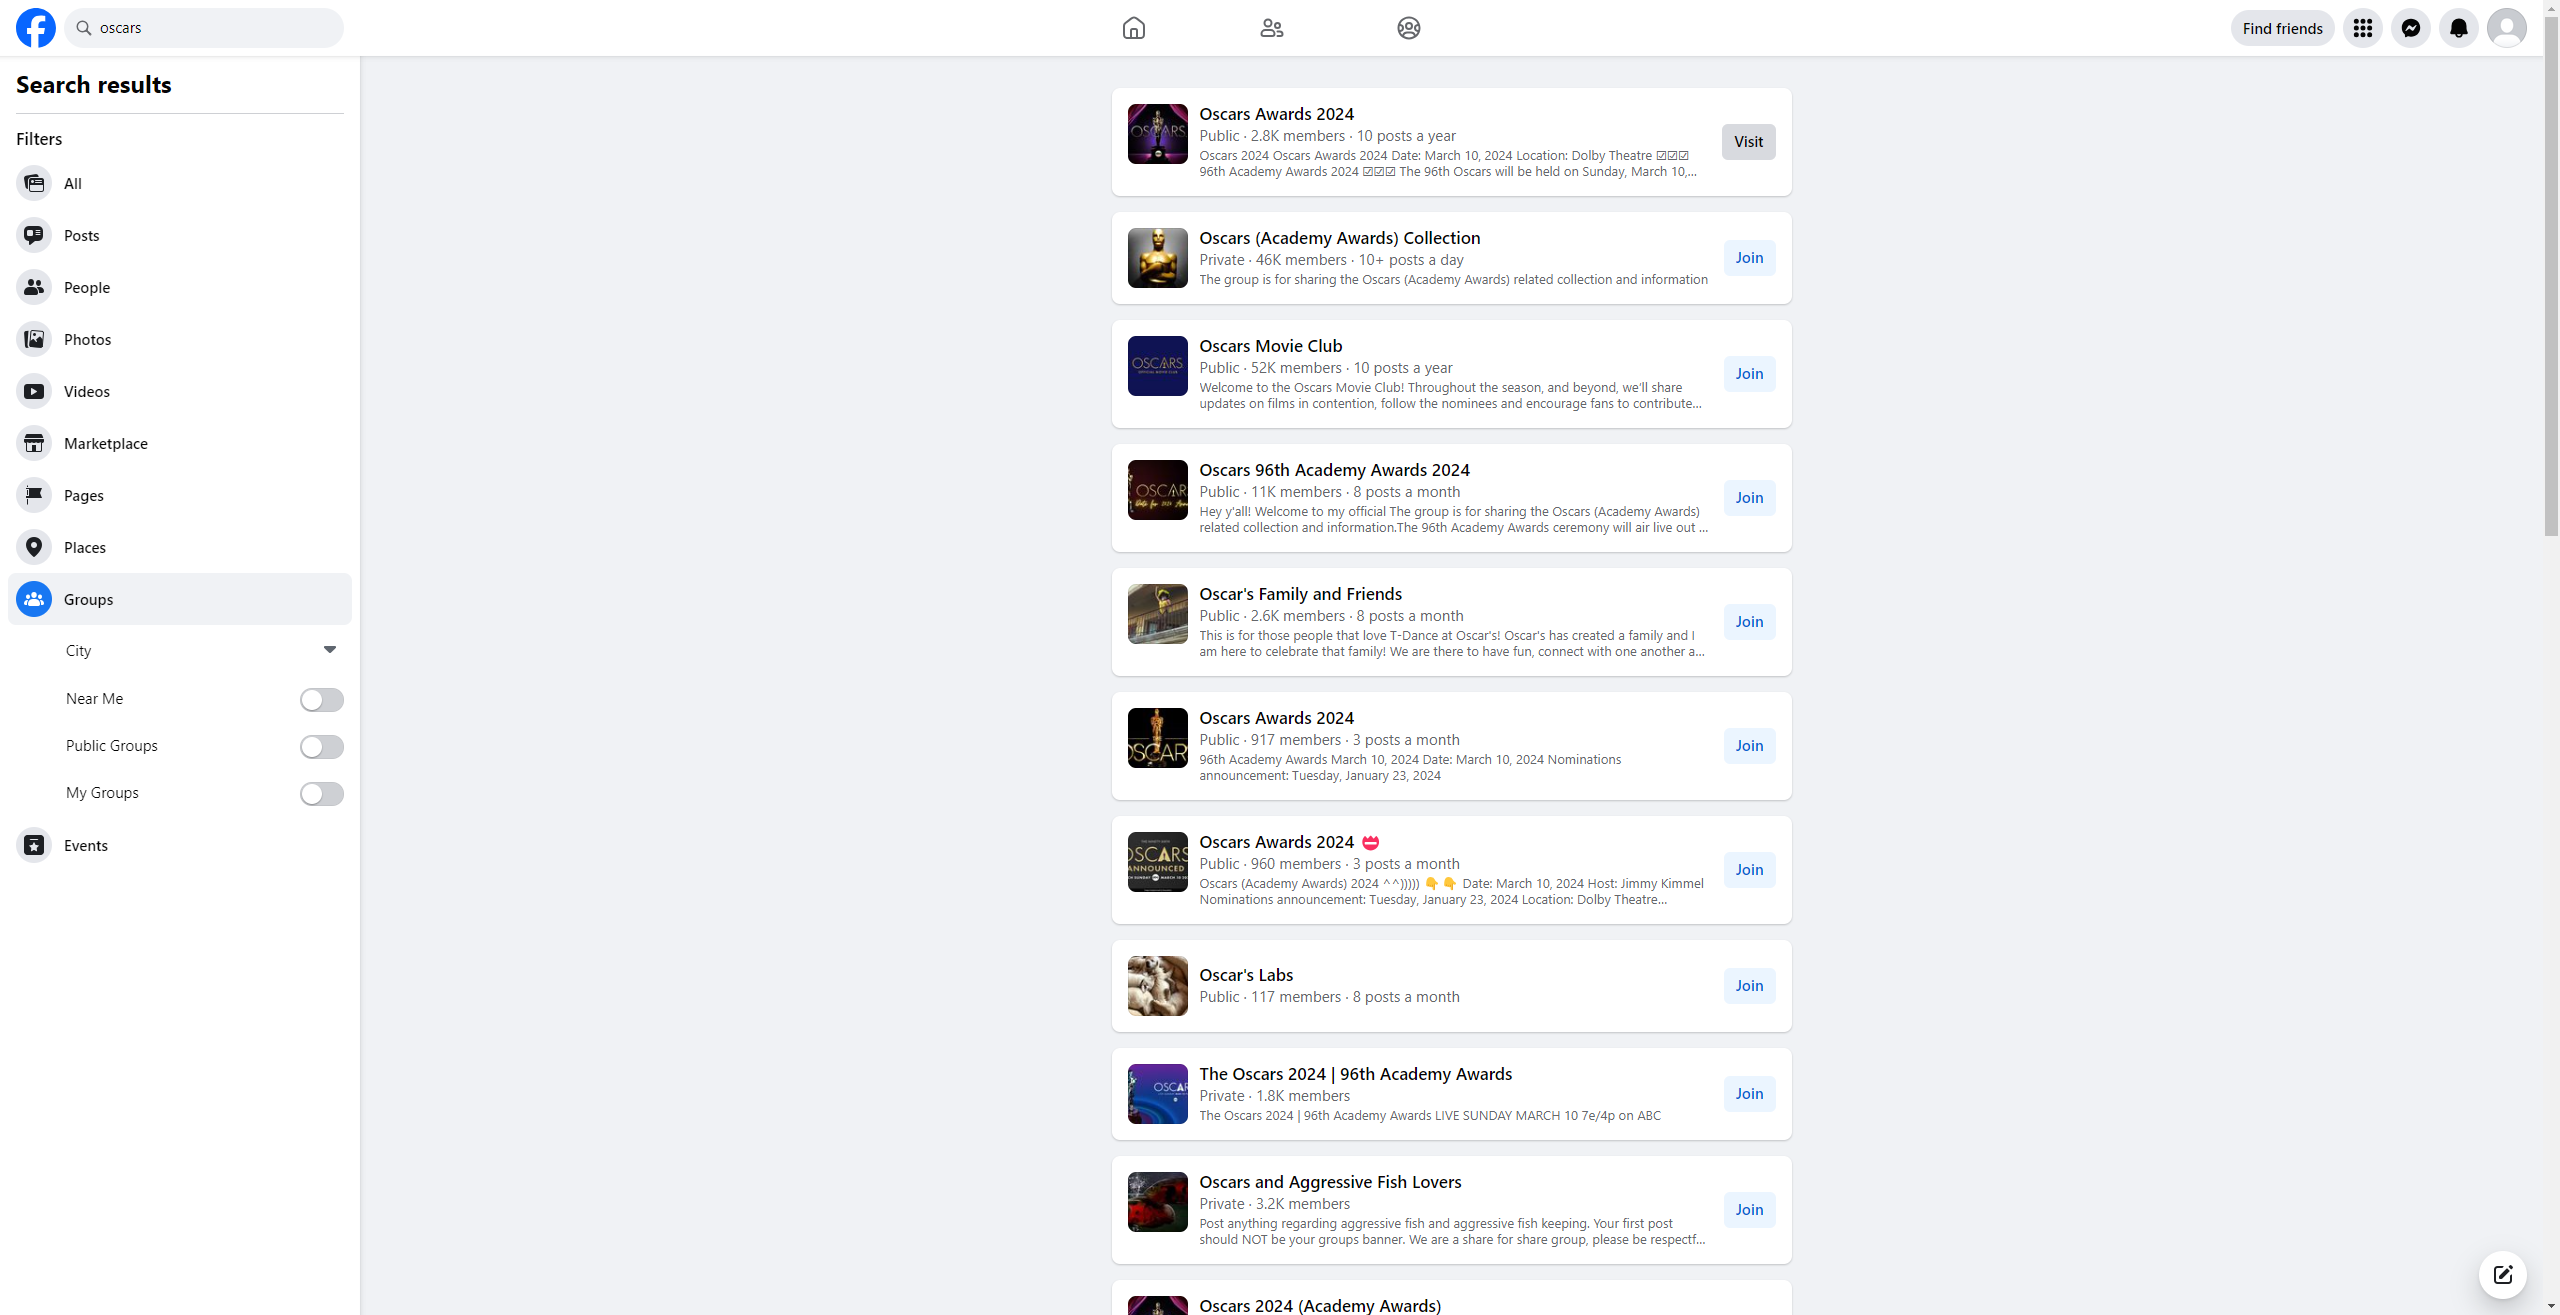 oscars
Find friends
Search results
Filters
All
Posts
People
Photos
Videos
Marketplace
Pages
Places
Groups
City
Near Me
Public Groups
My Groups
Events
OSCARS
Oscars Awards 2024
Public · 2.8K members · 10 posts a year
Oscars 2024 Oscars Awards 2024 Date: March 10, 2024 Location: Dolby Theatre ☑☑☑
96th Academy Awards 2024 ☑☑☑ The 96th Oscars will be held on Sunday, March 10,...
Visit
Oscars (Academy Awards) Collection
Private · 46K members · 10+ posts a day
The group is for sharing the Oscars (Academy Awards) related collection and information
Join
OSCARS
Oscars Movie Club
Public · 52K members · 10 posts a year
Welcome to the Oscars Movie Club! Throughout the season, and beyond, we’ll share
updates on films in contention, follow the nominees and encourage fans to contribute...
Join
OSCAR
Oscars 96th Academy Awards 2024
Public · 11K members · 8 posts a month
Hey y'all! Welcome to my official The group is for sharing the Oscars (Academy Awards)
related collection and information.The 96th Academy Awards ceremony will air live out ...
Join
Oscar's Family and Friends
Public · 2.6K members · 8 posts a month
This is for those people that love T-Dance at Oscar's! Oscar's has created a family and I
am here to celebrate that family! We are there to have fun, connect with one another a...
Join
OSCAR
Oscars Awards 2024
Public · 917 members · 3 posts a month
96th Academy Awards March 10, 2024 Date: March 10, 2024 Nominations
announcement: Tuesday, January 23, 2024
Join
OSCARS
ANNOUNCED
Oscars Awards 2024 📛
Public · 960 members · 3 posts a month
Oscars (Academy Awards) 2024 ^^))))) 👇 👇 Date: March 10, 2024 Host: Jimmy Kimmel
Nominations announcement: Tuesday, January 23, 2024 Location: Dolby Theatre...
Join
Oscar's Labs
Public · 117 members · 8 posts a month
Join
OSCAR
The Oscars 2024 | 96th Academy Awards
Private · 1.8K members
The Oscars 2024 | 96th Academy Awards LIVE SUNDAY MARCH 10 7e/4p on ABC
Join
Oscars and Aggressive Fish Lovers
Private · 3.2K members
Post anything regarding aggressive fish and aggressive fish keeping. Your first post
should NOT be your groups banner. We are a share for share group, please be respectf...
Join
Oscars 2024 (Academy Awards)